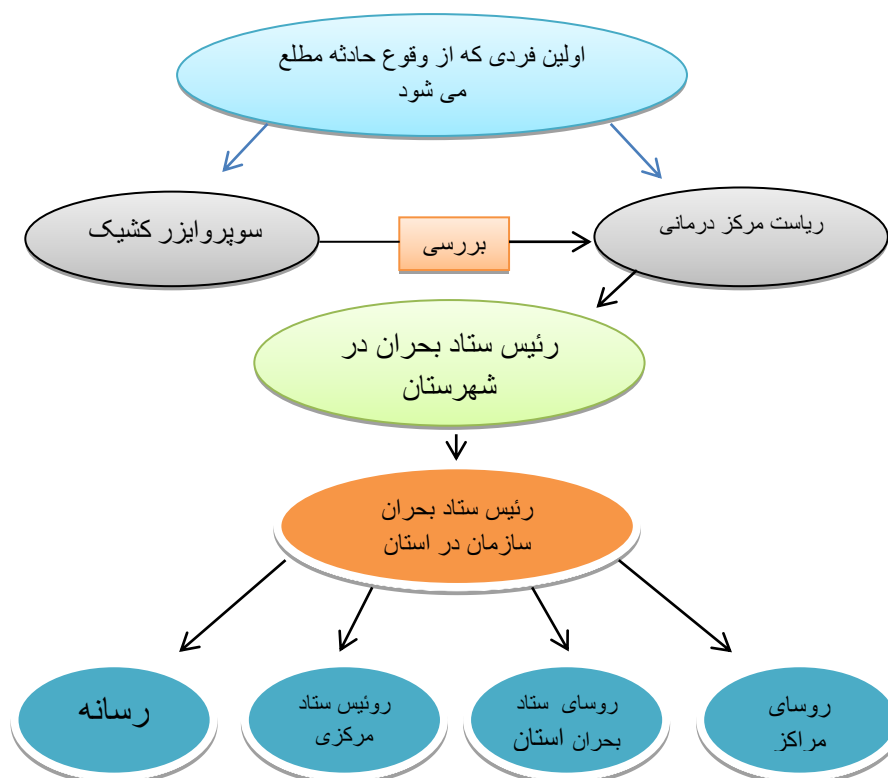 اولین فردی که از وقوع حادثه مطلع
می شود
ریاست مرکز درمانی
بررسی
سوپروایزر کشیک
رئیس ستاد بحران در
شهرستان
رئیس ستاد بحران
سازمان در استان
روسای
مراکز
روسای ستاد
بحران استان
روئیس ستاد
مرکزی
رسانه